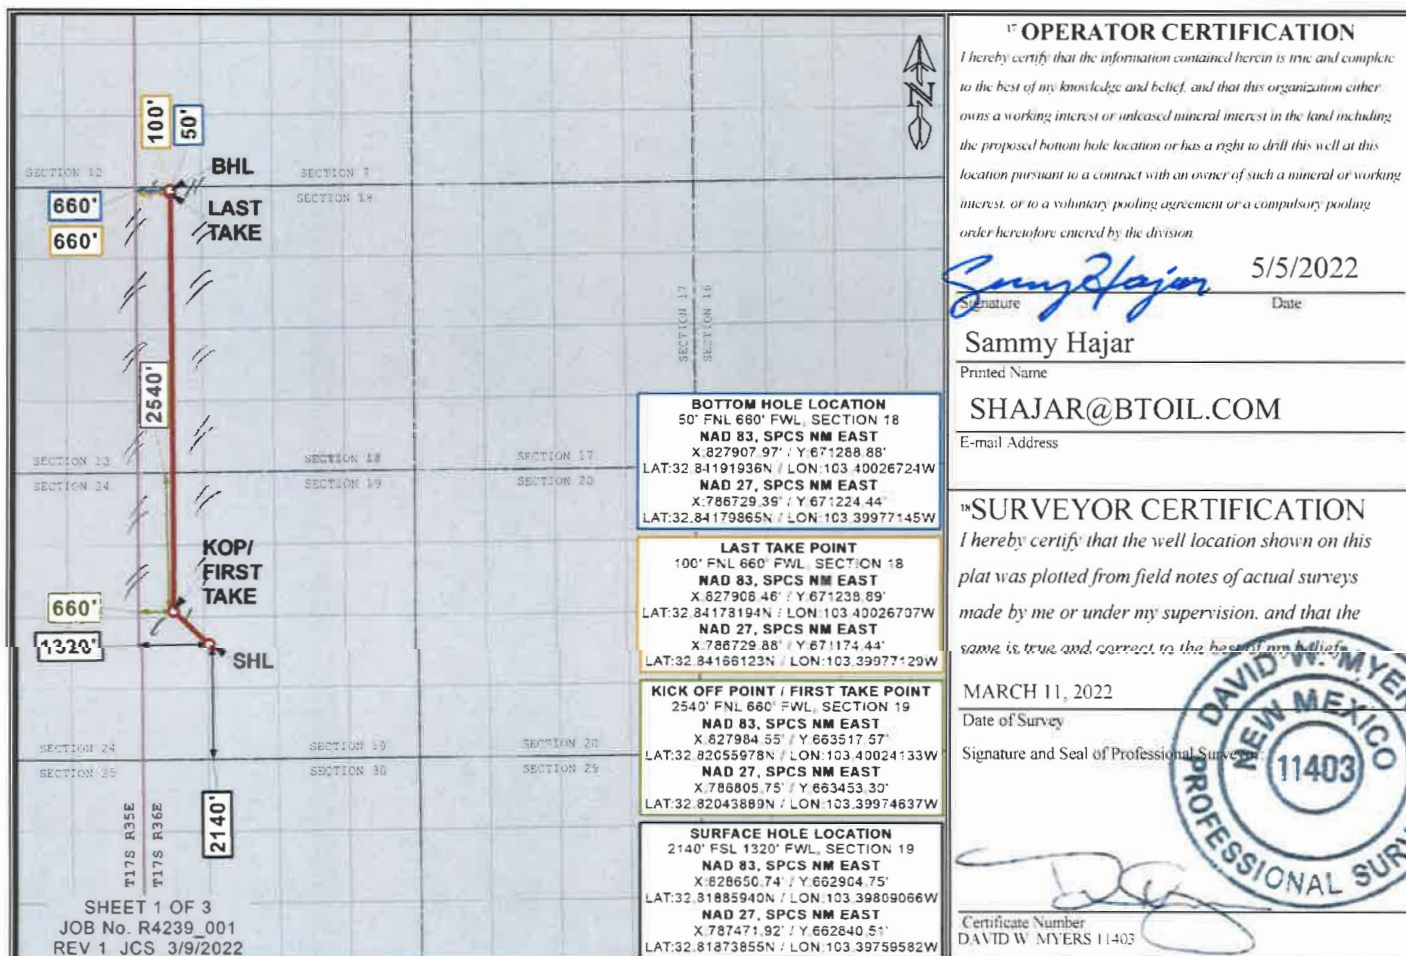 100'
50'
BHL
SECTION 12
SECTION 7
SECTION 18
660'
LAST
TAKE
660'
SECTION 17
SECTION 16
2540'
SECTION 13
SECTION 18
SECTION 17
SECTION 24
SECTION 19
SECTION 20
KOP/
FIRST
TAKE
660'
1320'
SHL
SECTION 24
SECTION 19
SECTION 20
SECTION 25
SECTION 30
SECTION 29
2140'
T17S R35E
T17S R36E
SHEET 1 OF 3
JOB No. R4239_001
REV 1 JCS 3/9/2022
N
BOTTOM HOLE LOCATION
50' FNL 660' FWL, SECTION 18
NAD 83, SPCS NM EAST
X:827907.97' / Y:671288.88'
LAT:32.84191936N / LON:103.40026724W
NAD 27, SPCS NM EAST
X:786729.39' / Y:671224.44'
LAT:32.84179865N / LON:103.39977145W
LAST TAKE POINT
100' FNL 660' FWL, SECTION 18
NAD 83, SPCS NM EAST
X:827908.46' / Y:671238.89'
LAT:32.84178194N / LON:103.40026707W
NAD 27, SPCS NM EAST
X:786729.88' / Y:671174.44'
LAT:32.84166123N / LON:103.39977129W
KICK OFF POINT / FIRST TAKE POINT
2540' FNL 660' FWL, SECTION 19
NAD 83, SPCS NM EAST
X:827984.55' / Y:663517.57'
LAT:32.82055978N / LON:103.40024133W
NAD 27, SPCS NM EAST
X:786805.75' / Y:663453.30'
LAT:32.82043889N / LON:103.39974637W
SURFACE HOLE LOCATION
2140' FSL 1320' FWL, SECTION 19
NAD 83, SPCS NM EAST
X:828650.74' / Y:662904.75'
LAT:32.81885940N / LON:103.39809066W
NAD 27, SPCS NM EAST
X:787471.92' / Y:662840.51'
LAT:32.81873855N / LON:103.39759582W
17 OPERATOR CERTIFICATION
I hereby certify that the information contained herein is true and complete
to the best of my knowledge and belief, and that this organization either
owns a working interest or unleased mineral interest in the land including
the proposed bottom hole location or has a right to drill this well at this
location pursuant to a contract with an owner of such a mineral or working
interest, or to a voluntary pooling agreement or a compulsory pooling
order heretofore entered by the division.
Sammy Hajar 5/5/2022
Signature Date
Sammy Hajar
Printed Name
SHAJAR@BTOIL.COM
E-mail Address
18 SURVEYOR CERTIFICATION
I hereby certify that the well location shown on this
plat was plotted from field notes of actual surveys
made by me or under my supervision, and that the
same is true and correct to the best of my belief.
MARCH 11, 2022
Date of Survey
Signature and Seal of Professional Surveyor:
DAVID W. MYE
NEW MEXICO
11403
PROFESSIONAL SURV
Certificate Number
DAVID W MYERS 11403